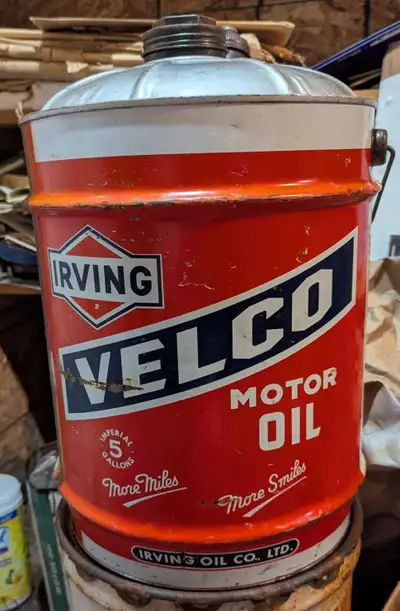 IRVING
VELCO
MOTOR
OIL
IMPERIAL
5
GALLONS
More Miles
More Smiles
IRVING OIL CO., LTD.